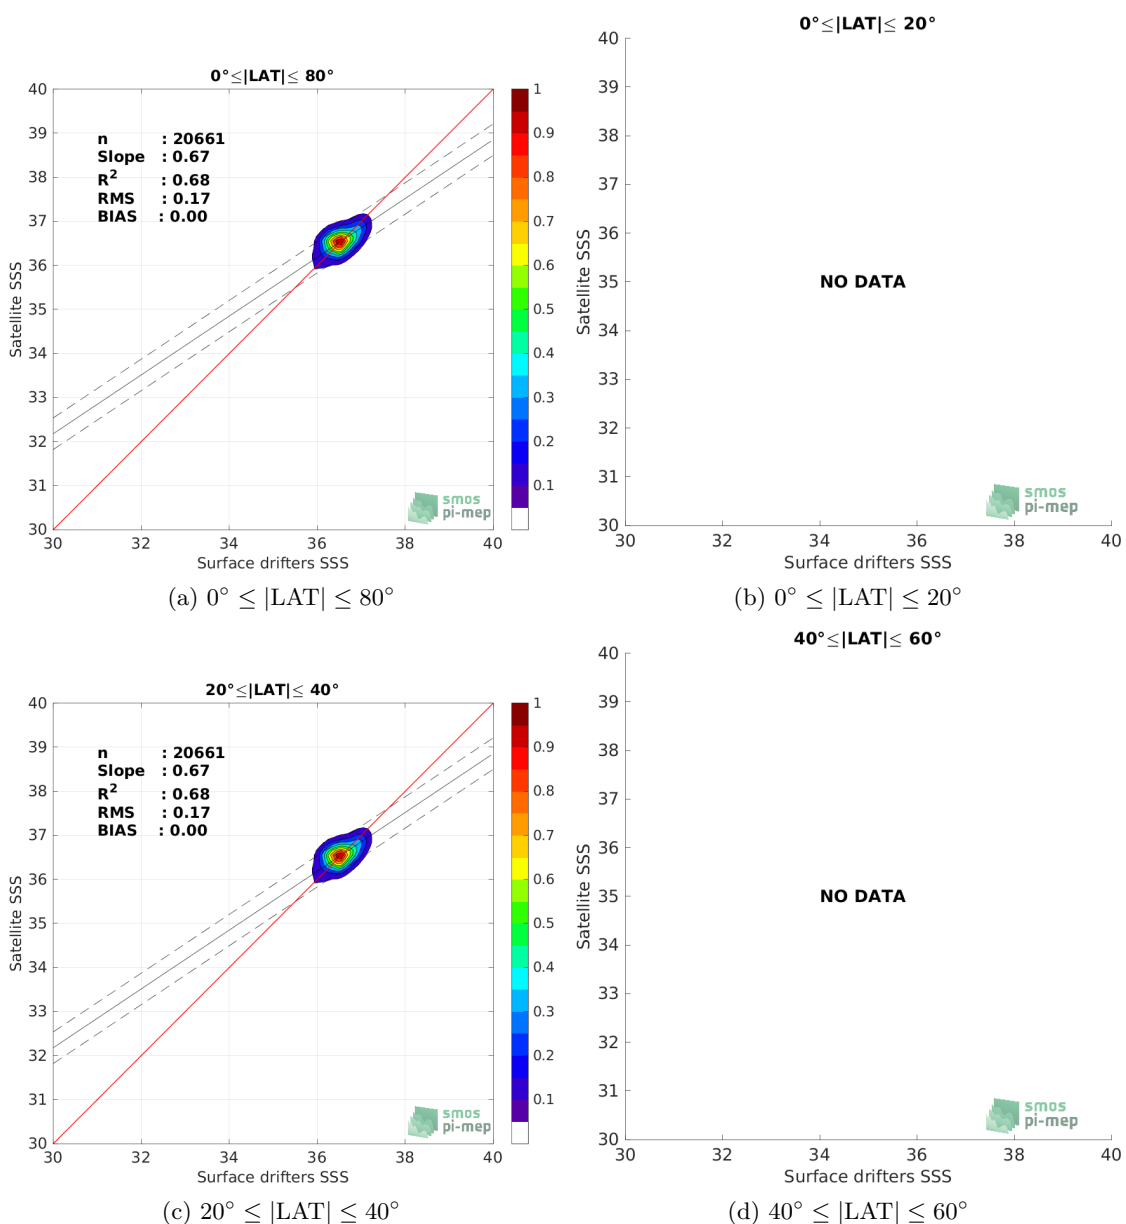 0°≤|LAT|≤ 80°
40
39
38
37
36
35
34
33
32
31
30
Satellite SSS
n : 20661
Slope : 0.67
R2 : 0.68
RMS : 0.17
BIAS : 0.00
30 32 34 36 38 40
Surface drifters SSS
1
0.9
0.8
0.7
0.6
0.5
0.4
0.3
0.2
0.1
smos
pi-mep
(a) 0° ≤ |LAT| ≤ 80°
0°≤|LAT|≤ 20°
40
39
38
37
36
35
34
33
32
31
30
Satellite SSS
NO DATA
30 32 34 36 38 40
Surface drifters SSS
smos
pi-mep
(b) 0° ≤ |LAT| ≤ 20°
20°≤|LAT|≤ 40°
40
39
38
37
36
35
34
33
32
31
30
Satellite SSS
n : 20661
Slope : 0.67
R2 : 0.68
RMS : 0.17
BIAS : 0.00
30 32 34 36 38 40
Surface drifters SSS
1
0.9
0.8
0.7
0.6
0.5
0.4
0.3
0.2
0.1
smos
pi-mep
(c) 20° ≤ |LAT| ≤ 40°
40°≤|LAT|≤ 60°
40
39
38
37
36
35
34
33
32
31
30
Satellite SSS
NO DATA
30 32 34 36 38 40
Surface drifters SSS
smos
pi-mep
(d) 40° ≤ |LAT| ≤ 60°